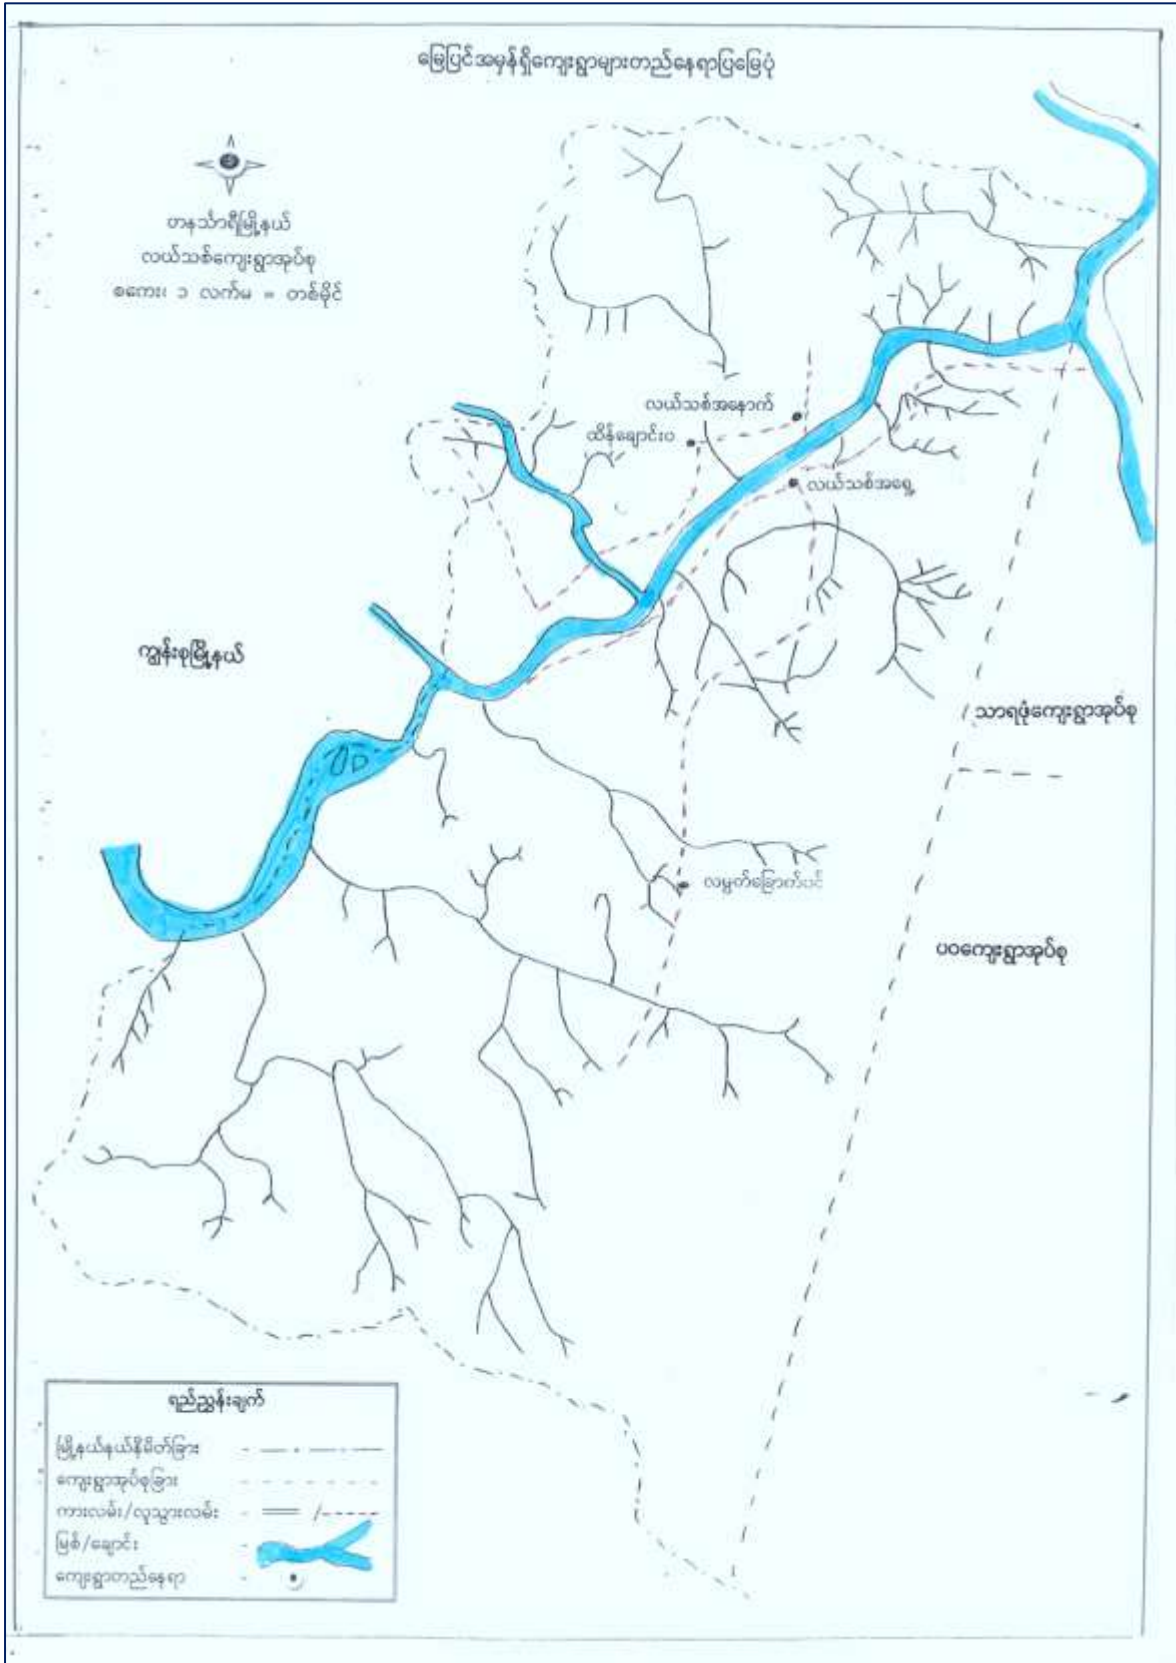 မြေပြင်အမှန်ရှိကျေးရွာများတည်နေရာပြမြေပုံ
တနင်္သာရီမြို့နယ်
လယ်သစ်ကျေးရွာအုပ်စု
စကေး၊ ၁ လက်မ = တစ်မိုင်
လယ်သစ်အနောက်
ထိန်ချောင်းဝ
လယ်သစ်အရှေ့
ကျွန်းစုမြို့နယ်
သာရဖုံကျေးရွာအုပ်စု
လမွတ်ခြောက်ပင်
ပဝကျေးရွာအုပ်စု
ရည်ညွှန်းချက်
မြို့နယ်နယ်နိမိတ်ခြား
ကျေးရွာအုပ်စုခြား
ကားလမ်း/လူသွားလမ်း
မြစ်/ချောင်း
ကျေးရွာတည်နေရာ